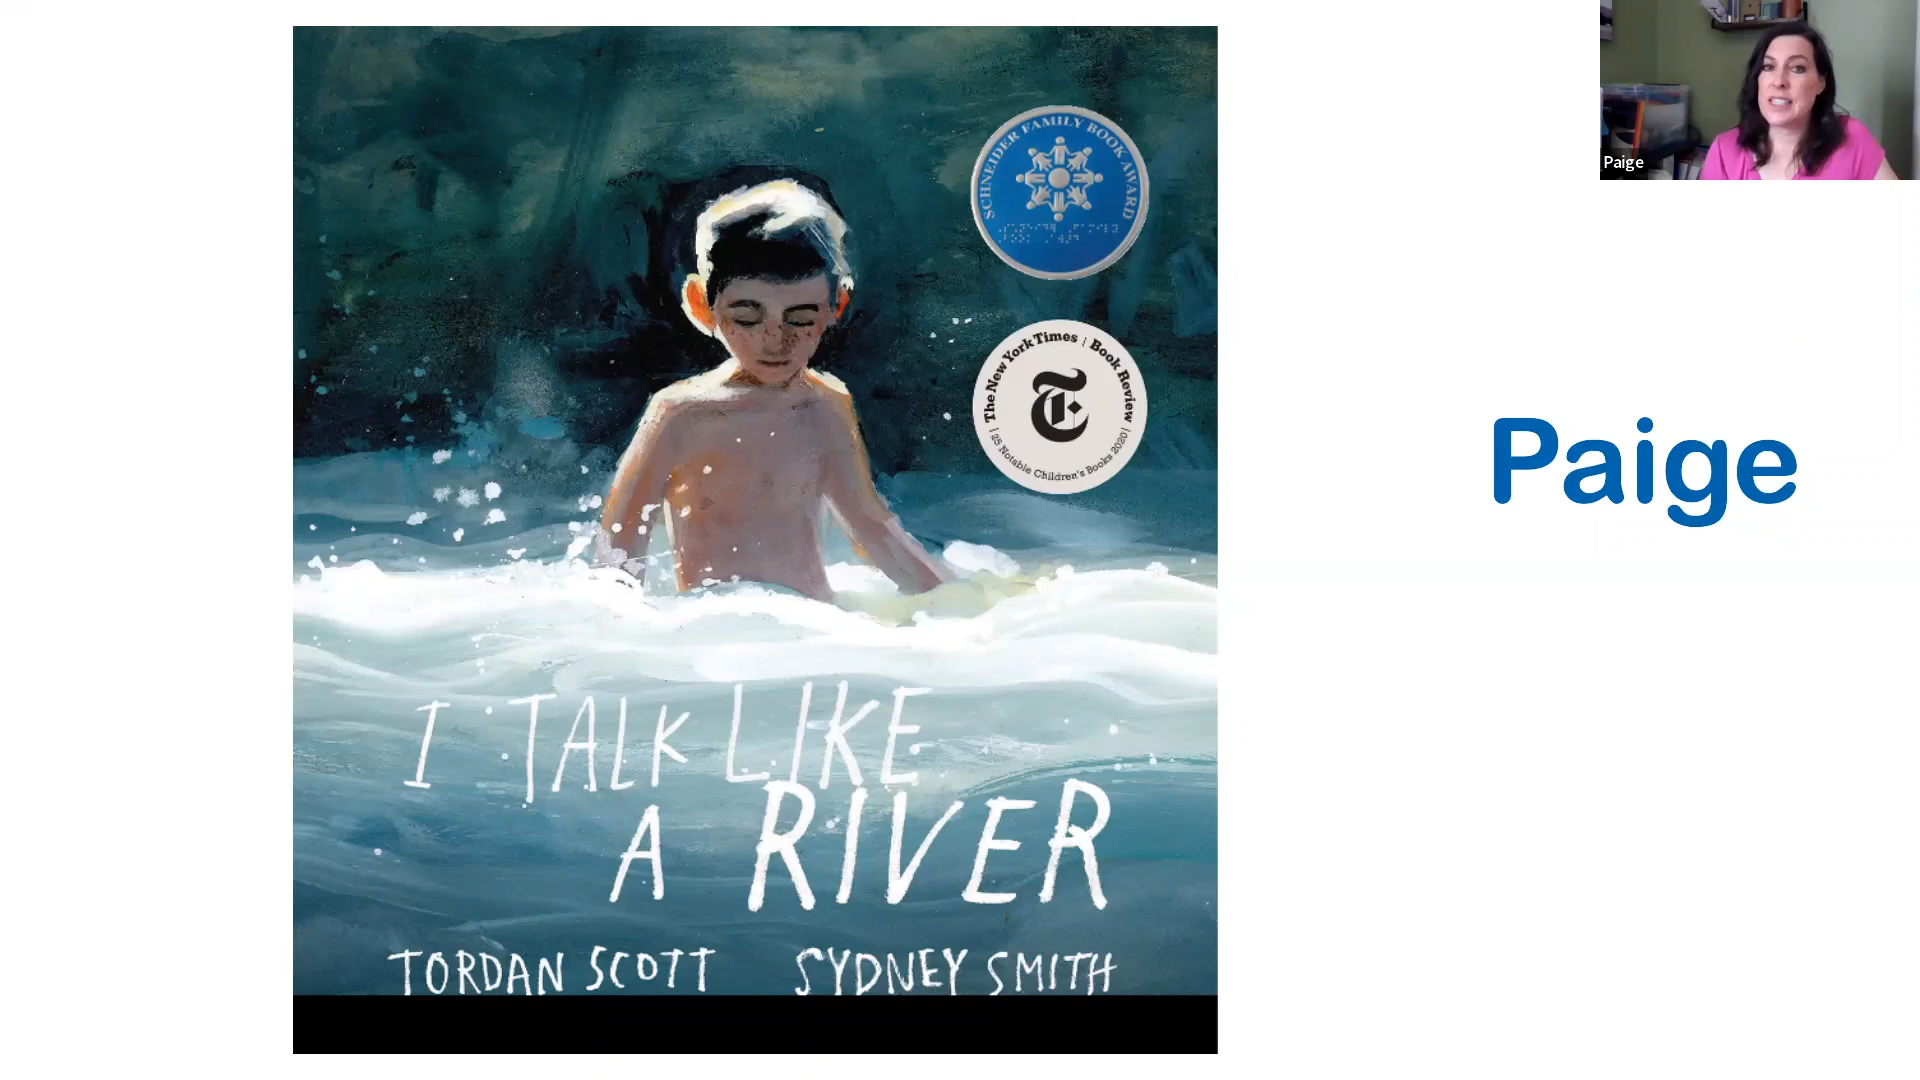 SCHNEIDER FAMILY BOOK AWARD
The New York Times | Book Review
| 25 Notable Children's Books 2020 |
I TALK LIKE
A RIVER
JORDAN SCOTT
SYDNEY SMITH
Paige
Paige